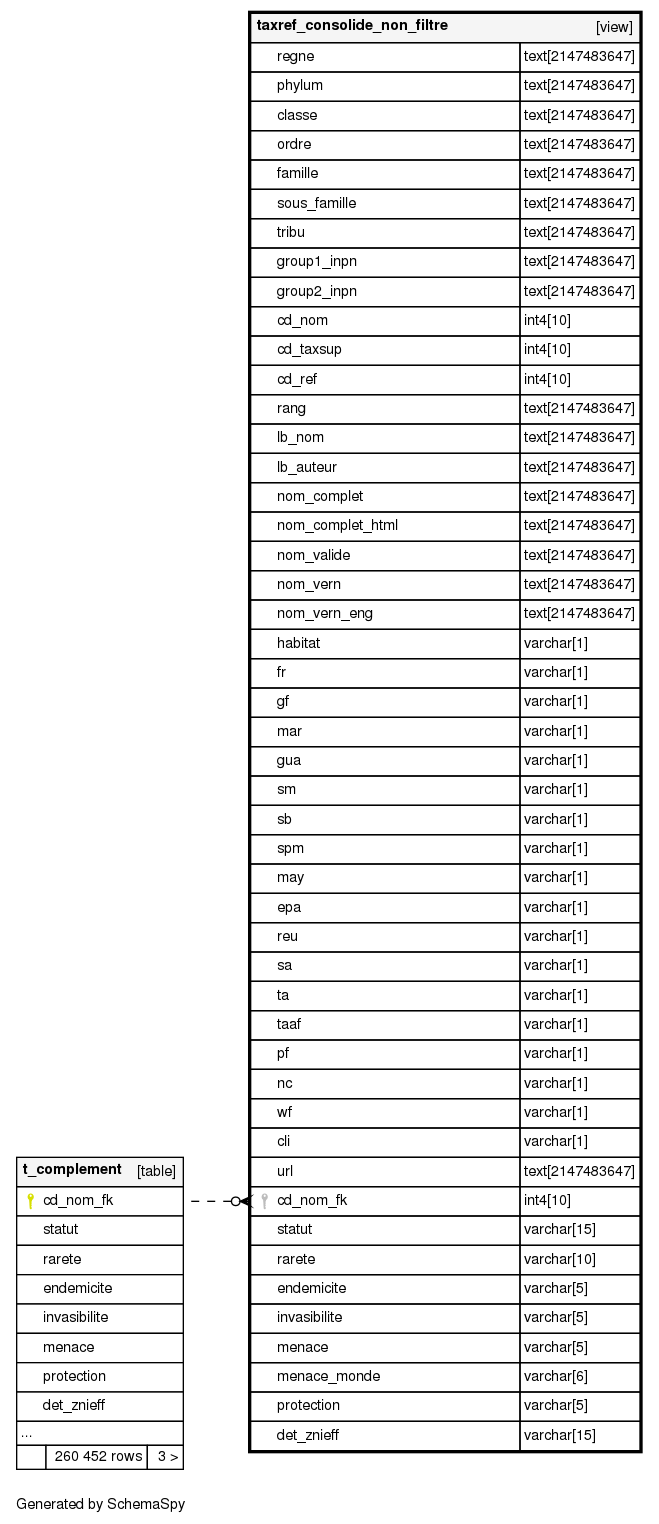 taxref_consolide_non_filtre [view]
regne text[2147483647]
phylum text[2147483647]
classe text[2147483647]
ordre text[2147483647]
famille text[2147483647]
sous_famille text[2147483647]
tribu text[2147483647]
group1_inpn text[2147483647]
group2_inpn text[2147483647]
cd_nom int4[10]
cd_taxsup int4[10]
cd_ref int4[10]
rang text[2147483647]
lb_nom text[2147483647]
lb_auteur text[2147483647]
nom_complet text[2147483647]
nom_complet_html text[2147483647]
nom_valide text[2147483647]
nom_vern text[2147483647]
nom_vern_eng text[2147483647]
habitat varchar[1]
fr varchar[1]
gf varchar[1]
mar varchar[1]
gua varchar[1]
sm varchar[1]
sb varchar[1]
spm varchar[1]
may varchar[1]
epa varchar[1]
reu varchar[1]
sa varchar[1]
ta varchar[1]
taaf varchar[1]
pf varchar[1]
nc varchar[1]
wf varchar[1]
cli varchar[1]
url text[2147483647]
cd_nom_fk int4[10]
statut varchar[15]
rarete varchar[10]
endemicite varchar[5]
invasibilite varchar[5]
menace varchar[5]
menace_monde varchar[6]
protection varchar[5]
det_znieff varchar[15]
t_complement [table]
cd_nom_fk
statut
rarete
endemicite
invasibilite
menace
protection
det_znieff
...
260 452 rows 3 >
Generated by SchemaSpy